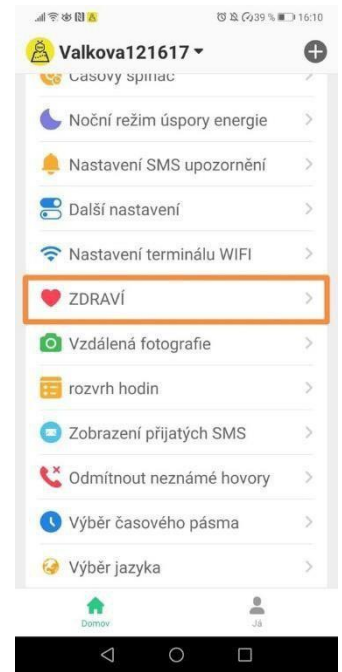 39 % 16:10
Valkova121617
Časový spínač
Noční režim úspory energie
Nastavení SMS upozornění
Další nastavení
Nastavení terminálu WIFI
ZDRAVÍ
Vzdálená fotografie
rozvrh hodin
Zobrazení přijatých SMS
Odmítnout neznámé hovory
Výběr časového pásma
Výběr jazyka
Domov Já